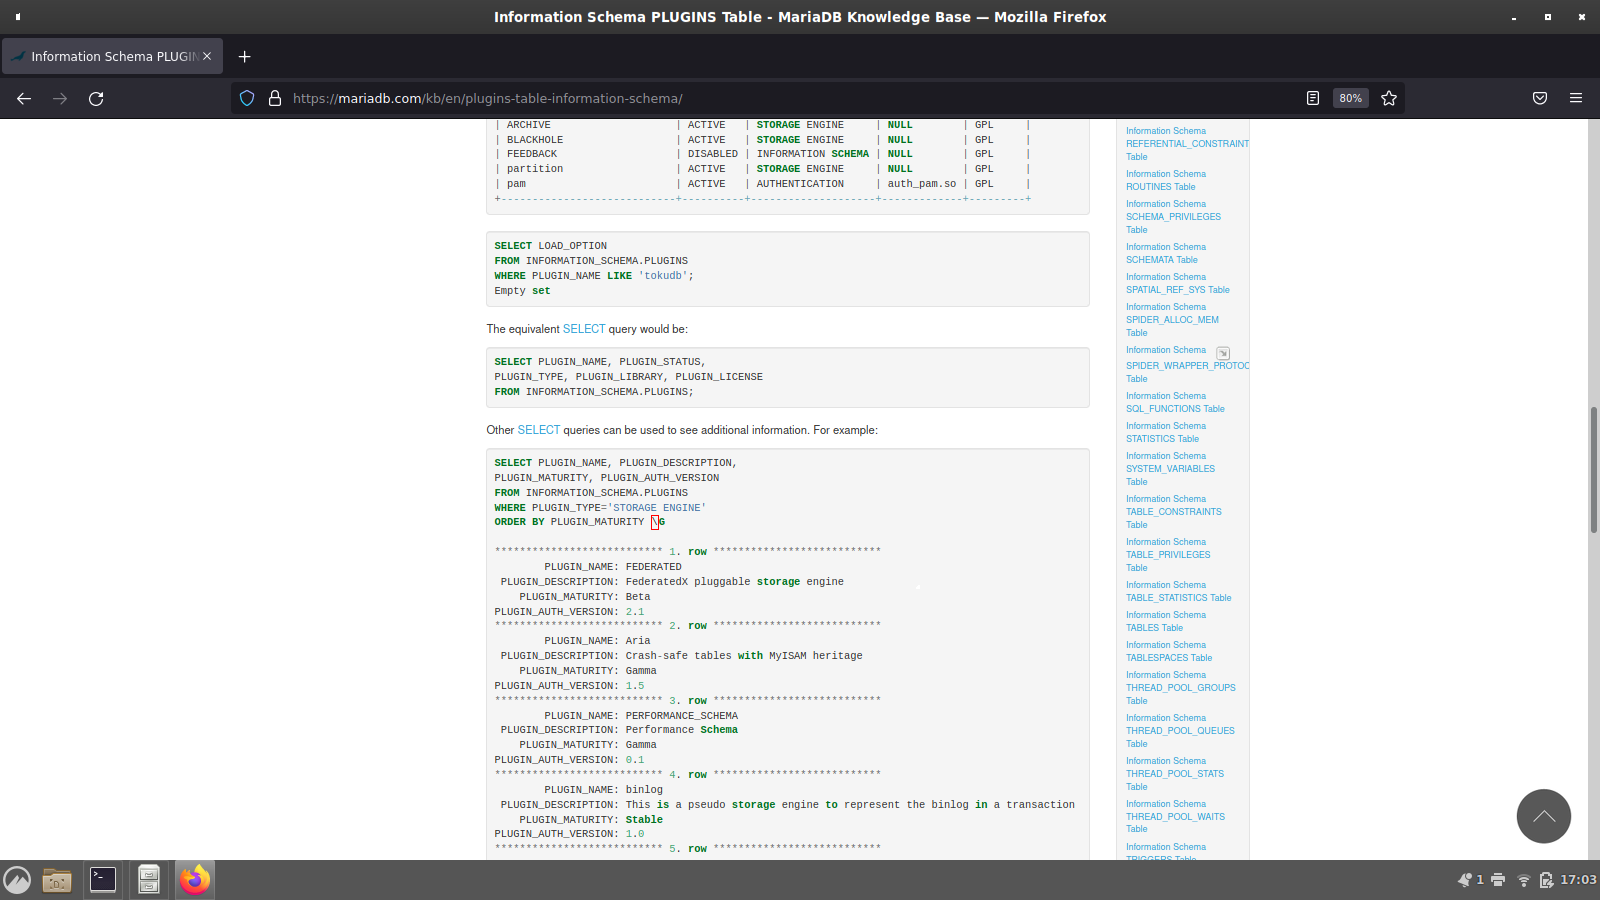 Information Schema PLUGINS Table - MariaDB Knowledge Base — Mozilla Firefox
Information Schema PLUGIN
https://mariadb.com/kb/en/plugins-table-information-schema/
80%
| ARCHIVE | ACTIVE | STORAGE ENGINE | NULL | GPL |
| BLACKHOLE | ACTIVE | STORAGE ENGINE | NULL | GPL |
| FEEDBACK | DISABLED | INFORMATION SCHEMA | NULL | GPL |
| partition | ACTIVE | STORAGE ENGINE | NULL | GPL |
| pam | ACTIVE | AUTHENTICATION | auth_pam.so | GPL |
+----------------------------+----------+--------------------+-------------+---------+
SELECT LOAD_OPTION
FROM INFORMATION_SCHEMA.PLUGINS
WHERE PLUGIN_NAME LIKE 'tokudb';
Empty set
The equivalent SELECT query would be:
SELECT PLUGIN_NAME, PLUGIN_STATUS,
PLUGIN_TYPE, PLUGIN_LIBRARY, PLUGIN_LICENSE
FROM INFORMATION_SCHEMA.PLUGINS;
Other SELECT queries can be used to see additional information. For example:
SELECT PLUGIN_NAME, PLUGIN_DESCRIPTION,
PLUGIN_MATURITY, PLUGIN_AUTH_VERSION
FROM INFORMATION_SCHEMA.PLUGINS
WHERE PLUGIN_TYPE='STORAGE ENGINE'
ORDER BY PLUGIN_MATURITY \G
*************************** 1. row ***************************
PLUGIN_NAME: FEDERATED
PLUGIN_DESCRIPTION: FederatedX pluggable storage engine
PLUGIN_MATURITY: Beta
PLUGIN_AUTH_VERSION: 2.1
*************************** 2. row ***************************
PLUGIN_NAME: Aria
PLUGIN_DESCRIPTION: Crash-safe tables with MyISAM heritage
PLUGIN_MATURITY: Gamma
PLUGIN_AUTH_VERSION: 1.5
*************************** 3. row ***************************
PLUGIN_NAME: PERFORMANCE_SCHEMA
PLUGIN_DESCRIPTION: Performance Schema
PLUGIN_MATURITY: Gamma
PLUGIN_AUTH_VERSION: 0.1
*************************** 4. row ***************************
PLUGIN_NAME: binlog
PLUGIN_DESCRIPTION: This is a pseudo storage engine to represent the binlog in a transaction
PLUGIN_MATURITY: Stable
PLUGIN_AUTH_VERSION: 1.0
*************************** 5. row ***************************
Information Schema
REFERENTIAL_CONSTRAINT
Table
Information Schema
ROUTINES Table
Information Schema
SCHEMA_PRIVILEGES
Table
Information Schema
SCHEMATA Table
Information Schema
SPATIAL_REF_SYS Table
Information Schema
SPIDER_ALLOC_MEM
Table
Information Schema
SPIDER_WRAPPER_PROTOC
Table
Information Schema
SQL_FUNCTIONS Table
Information Schema
STATISTICS Table
Information Schema
SYSTEM_VARIABLES
Table
Information Schema
TABLE_CONSTRAINTS
Table
Information Schema
TABLE_PRIVILEGES
Table
Information Schema
TABLE_STATISTICS Table
Information Schema
TABLES Table
Information Schema
TABLESPACES Table
Information Schema
THREAD_POOL_GROUPS
Table
Information Schema
THREAD_POOL_QUEUES
Table
Information Schema
THREAD_POOL_STATS
Table
Information Schema
THREAD_POOL_WAITS
Table
Information Schema
TRIGGERS Table
1
17:03